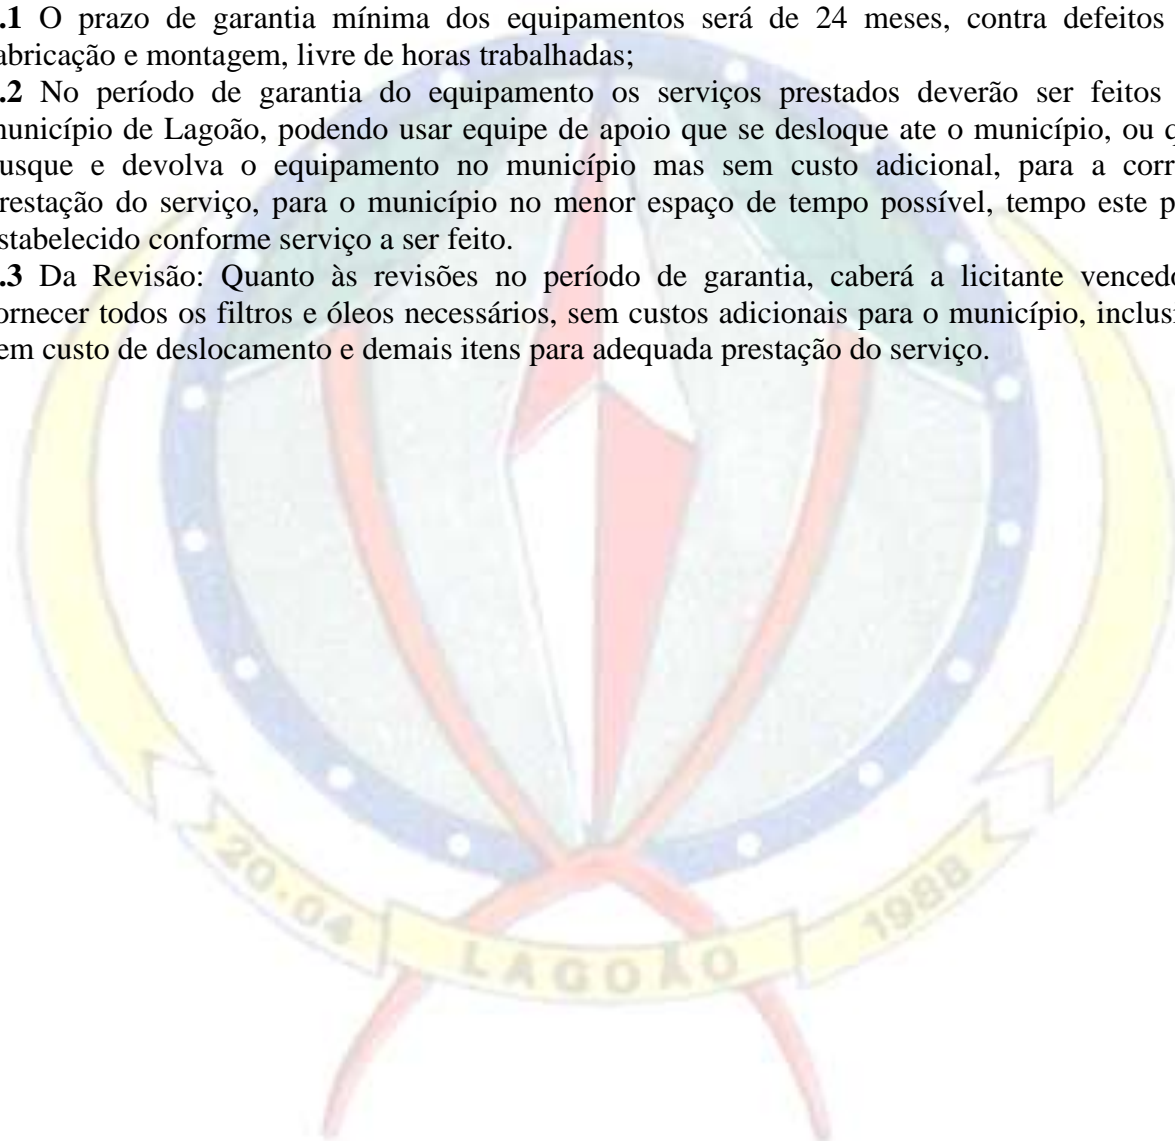 .1 O prazo de garantia mínima dos equipamentos será de 24 meses, contra defeitos
abricação e montagem, livre de horas trabalhadas;
.2 No período de garantia do equipamento os serviços prestados deverão ser feitos
município de Lagoão, podendo usar equipe de apoio que se desloque ate o município, ou q
usque e devolva o equipamento no município mas sem custo adicional, para a corr
restação do serviço, para o município no menor espaço de tempo possível, tempo este p
stabelecido conforme serviço a ser feito.
.3 Da Revisão: Quanto às revisões no período de garantia, caberá a licitante vencedo
ornecer todos os filtros e óleos necessários, sem custos adicionais para o município, inclusi
em custo de deslocamento e demais itens para adequada prestação do serviço.
20.04 LAGOÃO 1988